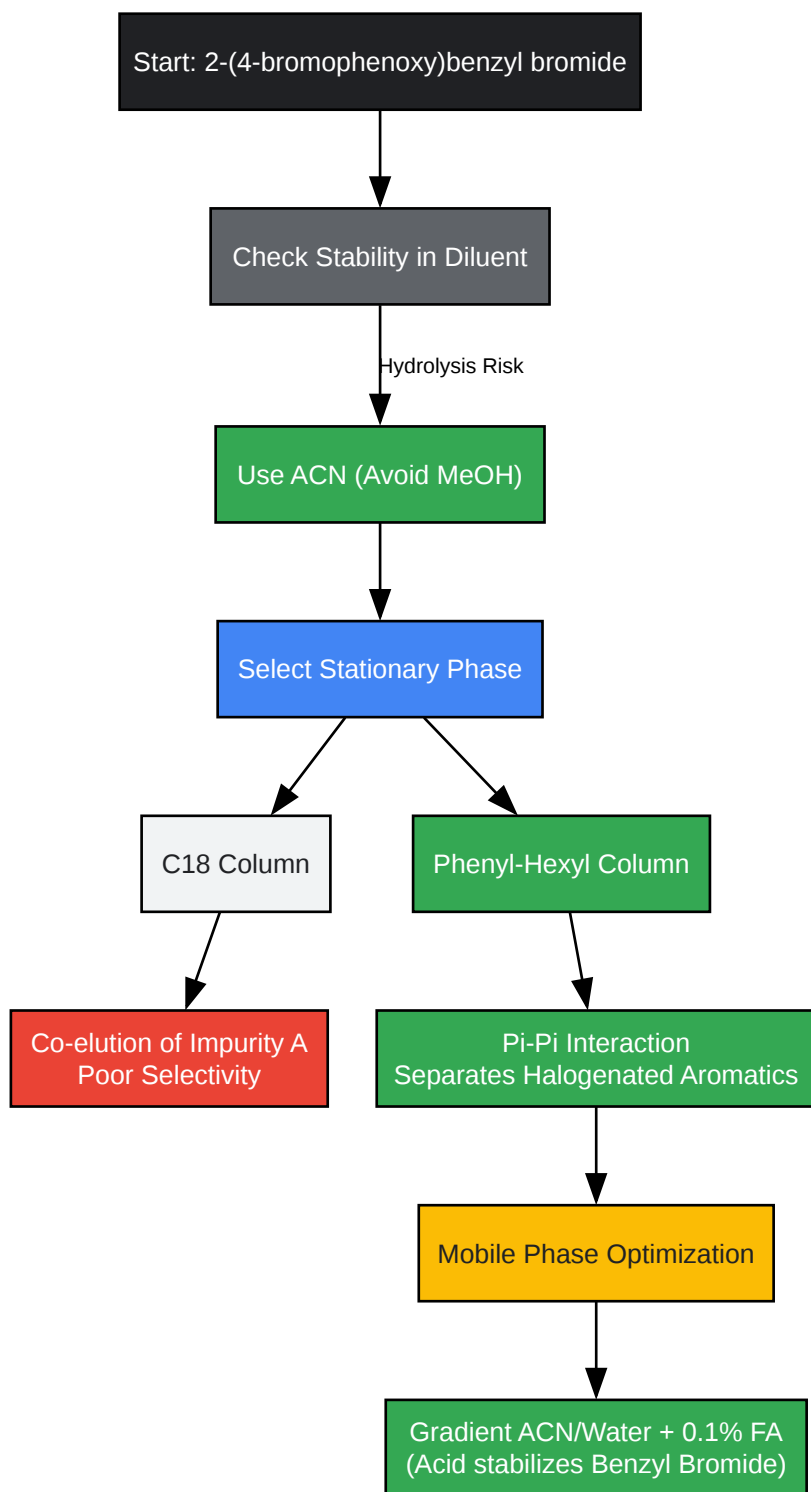 Start: 2-(4-bromophenoxy)benzyl bromide
Check Stability in Diluent
Hydrolysis Risk
Use ACN (Avoid MeOH)
Select Stationary Phase
C18 Column
Phenyl-Hexyl Column
Co-elution of Impurity A
Poor Selectivity
Pi-Pi Interaction
Separates Halogenated Aromatics
Mobile Phase Optimization
Gradient ACN/Water + 0.1% FA
(Acid stabilizes Benzyl Bromide)